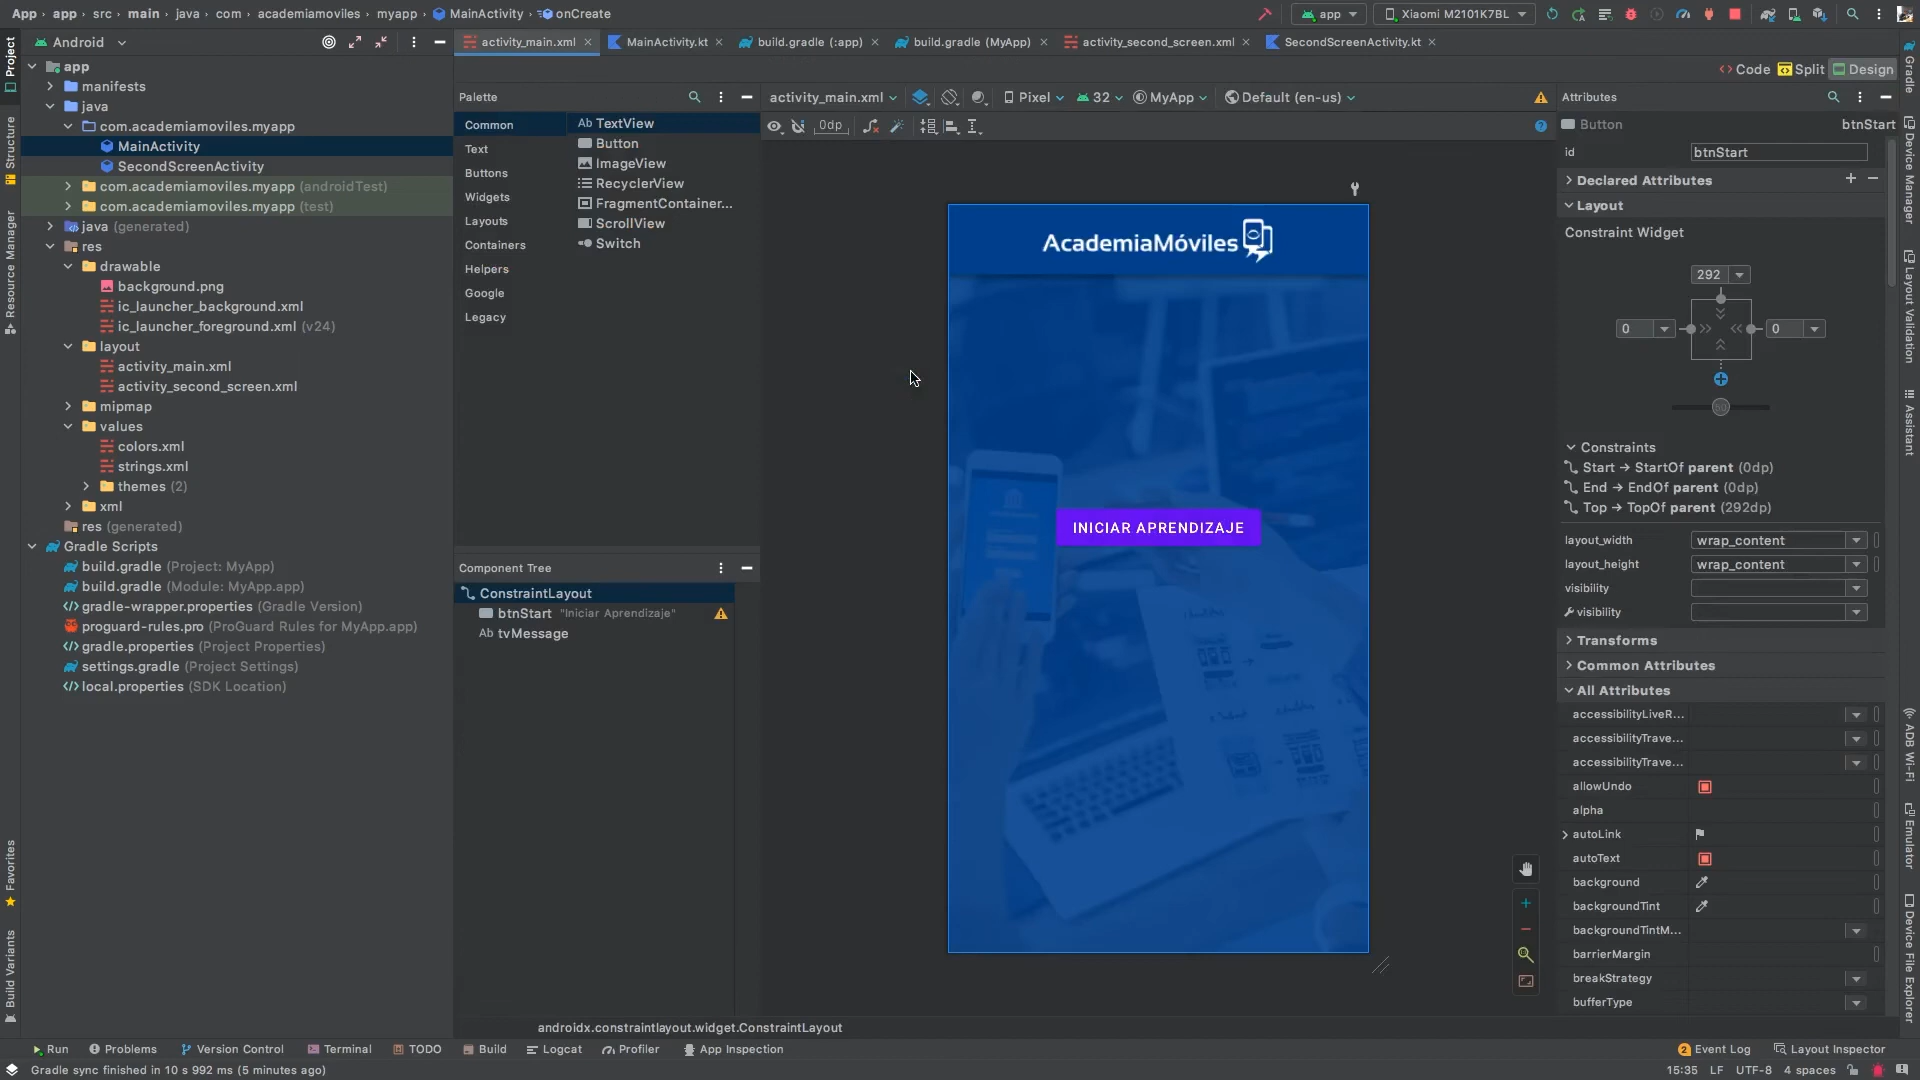 App › app › src › main › java › com › academiamoviles › myapp › MainActivity › onCreate
app
Xiaomi M2101K7BL
Android
activity_main.xml
MainActivity.kt
build.gradle (:app)
build.gradle (MyApp)
activity_second_screen.xml
SecondScreenActivity.kt
Code
Split
Design
Project
Structure
Resource Manager
Favorites
Build Variants
app
manifests
java
com.academiamoviles.myapp
MainActivity
SecondScreenActivity
com.academiamoviles.myapp (androidTest)
com.academiamoviles.myapp (test)
java (generated)
res
drawable
background.png
ic_launcher_background.xml
ic_launcher_foreground.xml (v24)
layout
activity_main.xml
activity_second_screen.xml
mipmap
values
colors.xml
strings.xml
themes (2)
xml
res (generated)
Gradle Scripts
build.gradle (Project: MyApp)
build.gradle (Module: MyApp.app)
gradle-wrapper.properties (Gradle Version)
proguard-rules.pro (ProGuard Rules for MyApp.app)
gradle.properties (Project Properties)
settings.gradle (Project Settings)
local.properties (SDK Location)
Palette
Common
Text
Buttons
Widgets
Layouts
Containers
Helpers
Google
Legacy
Ab TextView
Button
ImageView
RecyclerView
FragmentContainer...
ScrollView
Switch
Component Tree
ConstraintLayout
btnStart "Iniciar Aprendizaje"
Ab tvMessage
activity_main.xml
Pixel
32
MyApp
Default (en-us)
0dp
AcademiaMóviles
INICIAR APRENDIZAJE
androidx.constraintlayout.widget.ConstraintLayout
Attributes
Button
btnStart
id
btnStart
Declared Attributes
Layout
Constraint Widget
292
0
0
50
Constraints
Start → StartOf parent (0dp)
End → EndOf parent (0dp)
Top → TopOf parent (292dp)
layout_width
wrap_content
layout_height
wrap_content
visibility
visibility
Transforms
Common Attributes
All Attributes
accessibilityLiveR...
accessibilityTrave...
accessibilityTrave...
allowUndo
alpha
autoLink
autoText
background
backgroundTint
backgroundTintM...
barrierMargin
breakStrategy
bufferType
Gradle
Device Manager
Layout Validation
Assistant
ADB Wi-Fi
Emulator
Device File Explorer
Run
Problems
Version Control
Terminal
TODO
Build
Logcat
Profiler
App Inspection
2 Event Log
Layout Inspector
Gradle sync finished in 10 s 992 ms (5 minutes ago)
15:35
LF
UTF-8
4 spaces